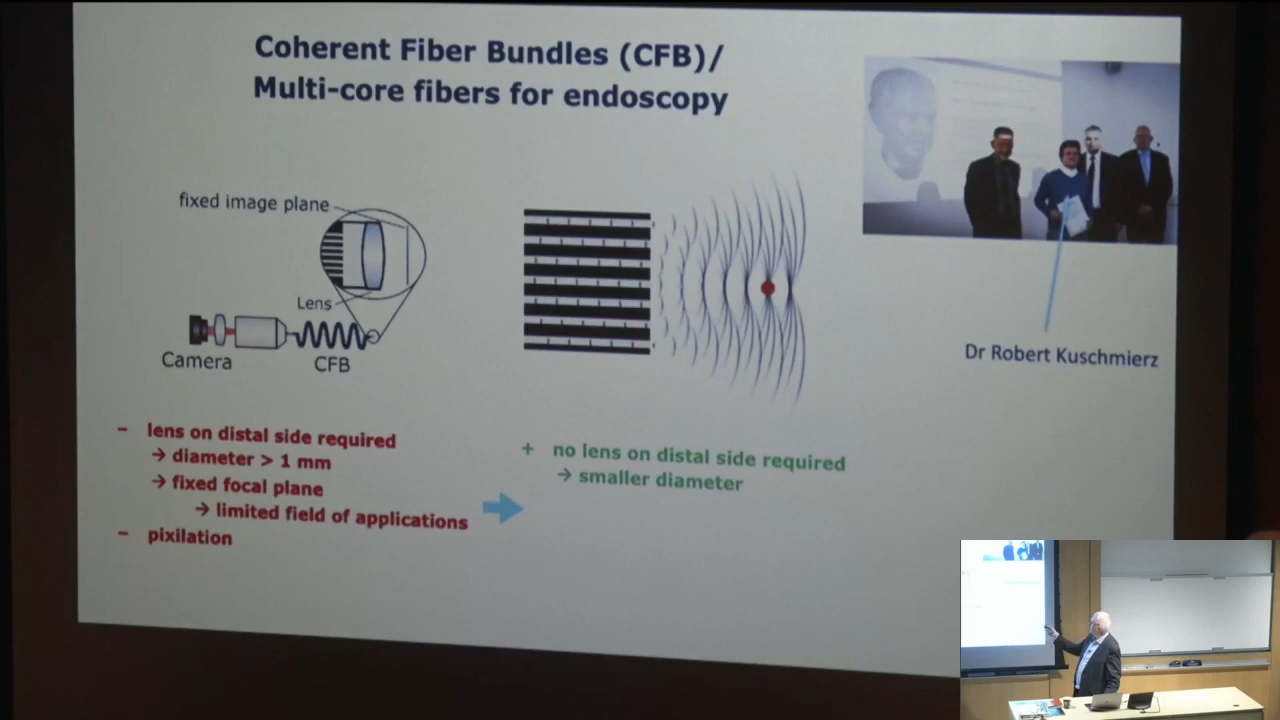 Coherent Fiber Bundles (CFB)/
Multi-core fibers for endoscopy
fixed image plane
Lens
Camera
CFB
Dr Robert Kuschmierz
– lens on distal side required
→ diameter > 1 mm
→ fixed focal plane
→ limited field of applications
– pixilation
+ no lens on distal side required
→ smaller diameter